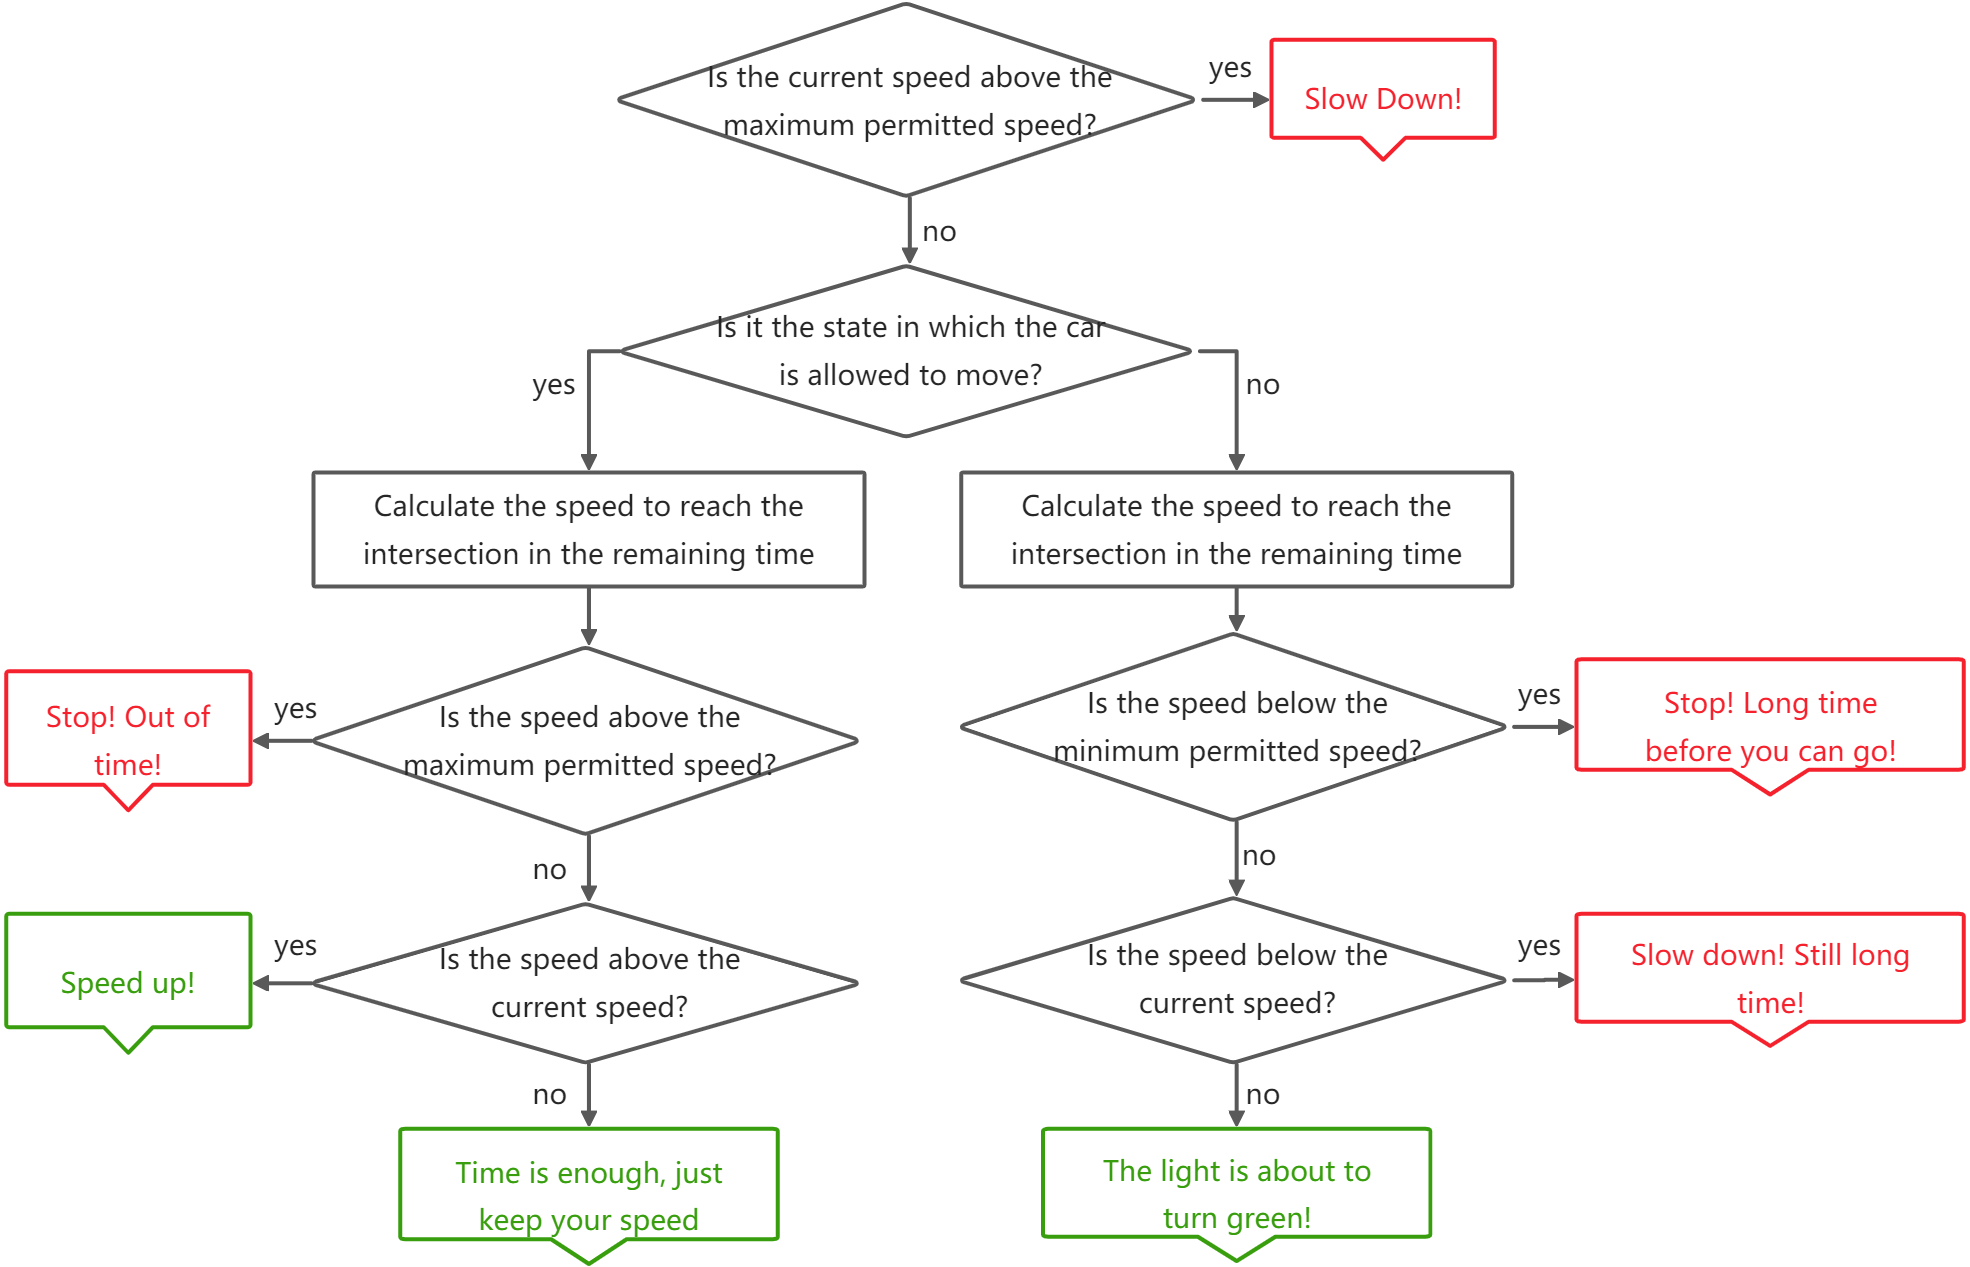 Is the current speed above the
maximum permitted speed?
yes
Slow Down!
no
Is it the state in which the car
is allowed to move?
yes
no
Calculate the speed to reach the
intersection in the remaining time
Calculate the speed to reach the
intersection in the remaining time
Stop! Out of
time!
yes
Is the speed above the
maximum permitted speed?
Is the speed below the
minimum permitted speed?
yes
Stop! Long time
before you can go!
no
no
Speed up!
yes
Is the speed above the
current speed?
Is the speed below the
current speed?
yes
Slow down! Still long
time!
no
no
Time is enough, just
keep your speed
The light is about to
turn green!